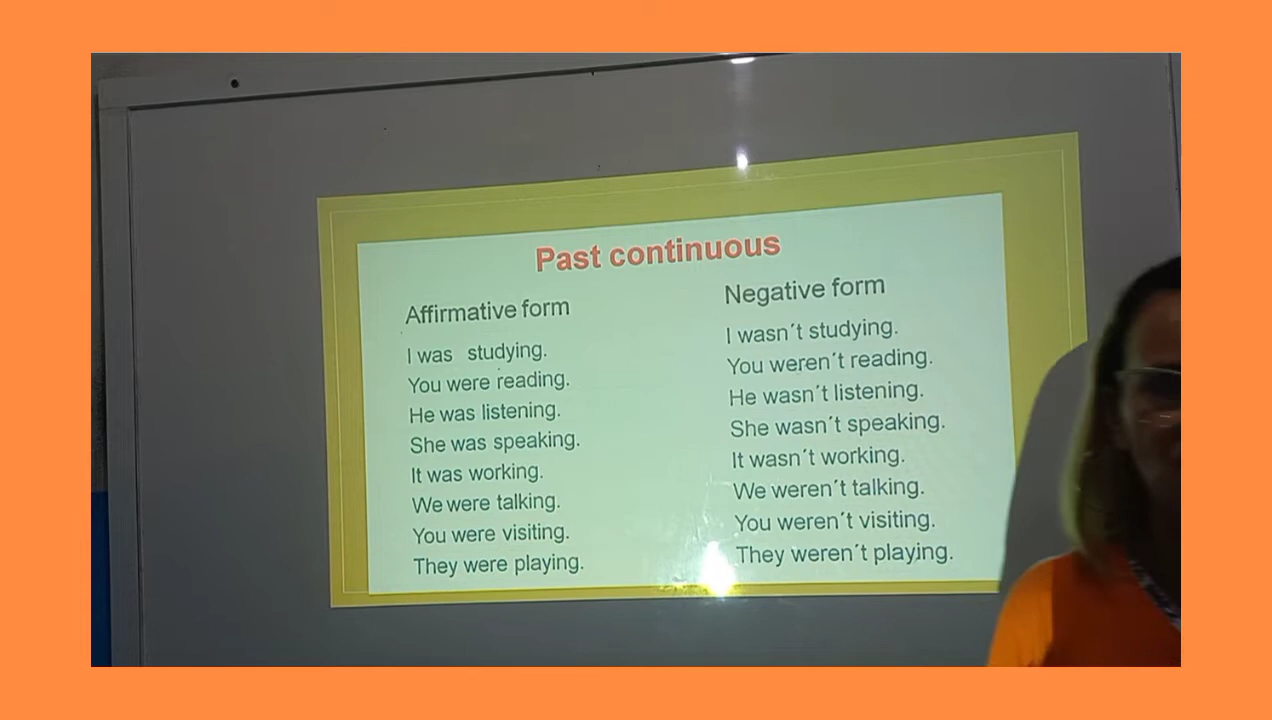 Past continuous
Affirmative form
I was studying.
You were reading.
He was listening.
She was speaking.
It was working.
We were talking.
You were visiting.
They were playing.
Negative form
I wasn´t studying.
You weren´t reading.
He wasn´t listening.
She wasn´t speaking.
It wasn´t working.
We weren´t talking.
You weren´t visiting.
They weren´t playing.